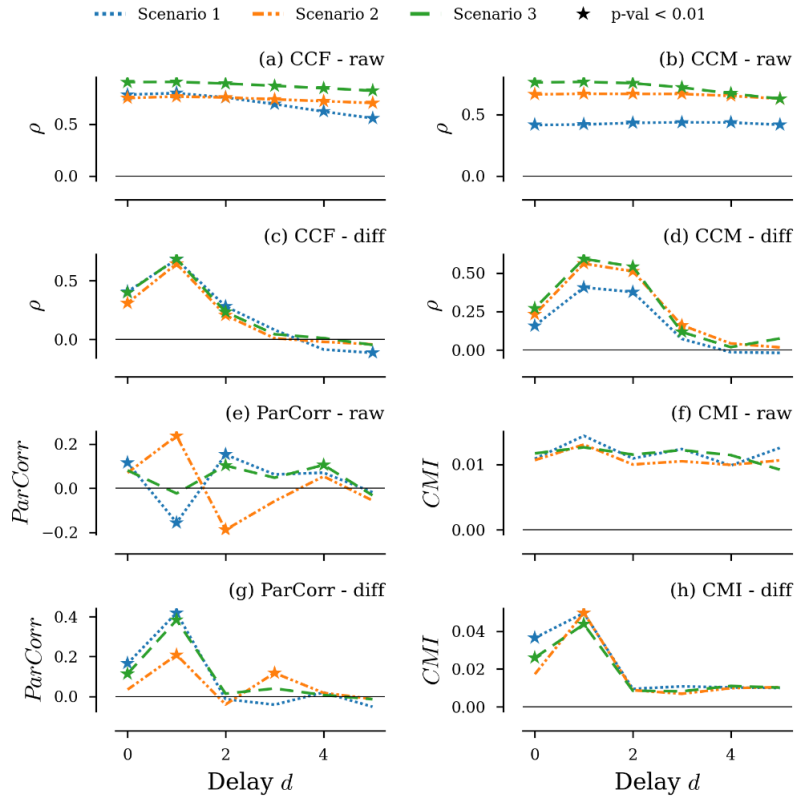 Scenario 1 Scenario 2 Scenario 3 p-val < 0.01
(a) CCF - raw (b) CCM - raw
0.5 0.5
ρ ρ
0.0 0.0
(c) CCF - diff (d) CCM - diff
0.5 0.50
ρ 0.25 ρ
0.0 0.00
(e) ParCorr - raw (f) CMI - raw
0.2
ParCorr 0.0 CMI 0.01
−0.2 0.00
(g) ParCorr - diff (h) CMI - diff
0.4 0.04
ParCorr 0.2 CMI 0.02
0.0 0.00
0 2 4 0 2 4
Delay d Delay d